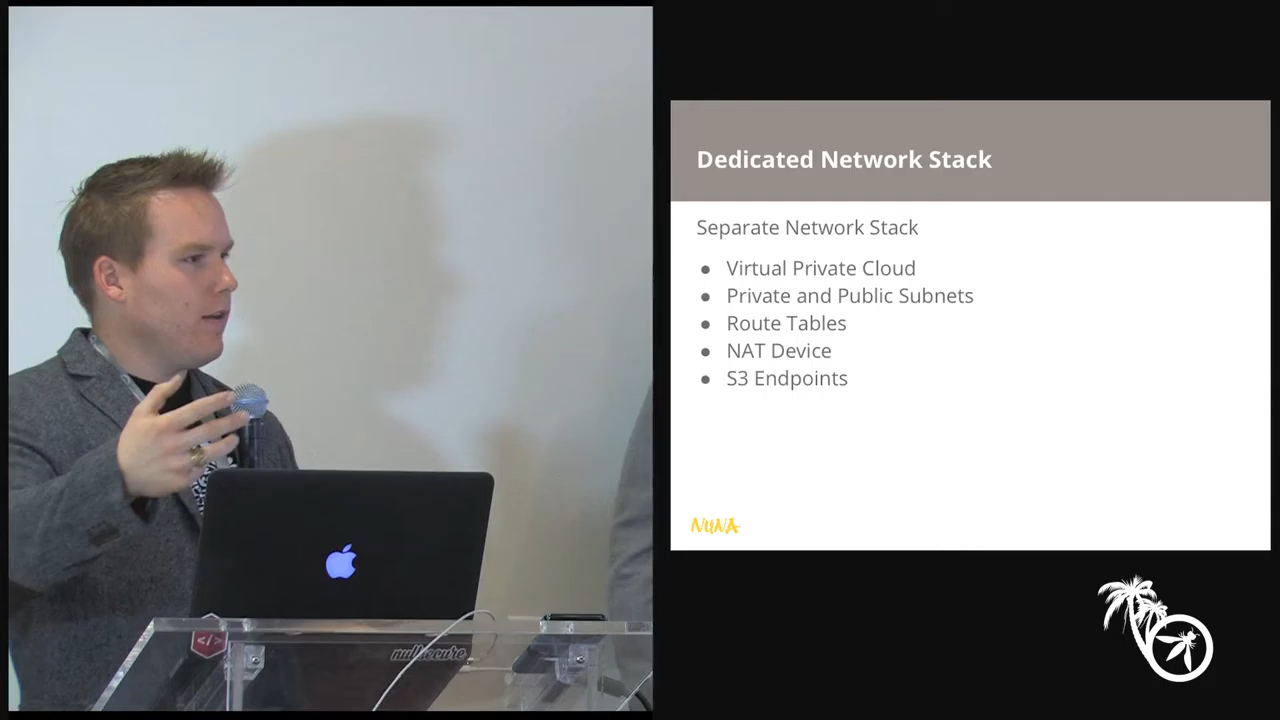 Dedicated Network Stack
Separate Network Stack
● Virtual Private Cloud
● Private and Public Subnets
● Route Tables
● NAT Device
● S3 Endpoints
NUNA
</>
nullsecure